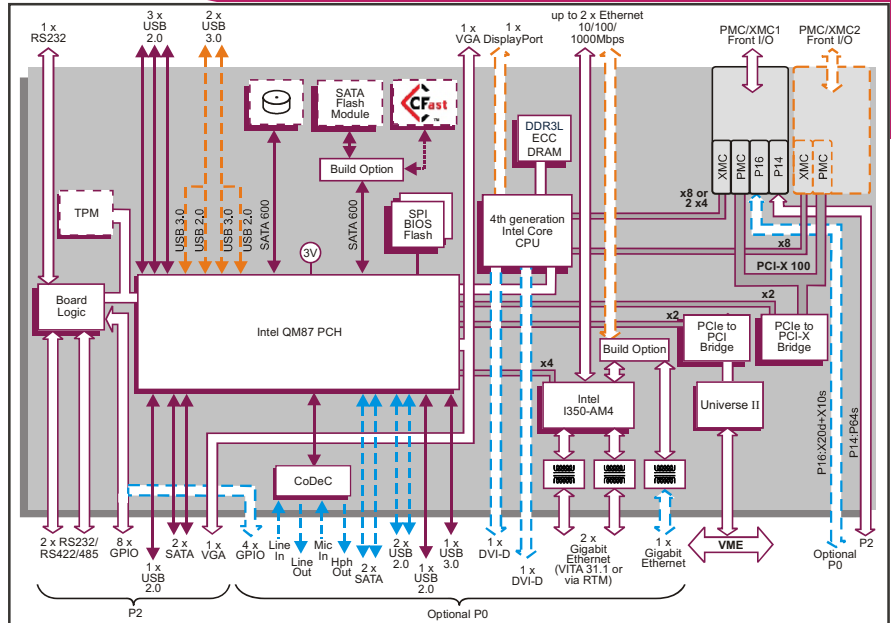 1 x
RS232
3 x
USB
2.0
2 x
USB
3.0
1 x
VGA
1 x
DisplayPort
up to 2 x Ethernet
10/100/
1000Mbps
PMC/XMC1
Front I/O
PMC/XMC2
Front I/O
SATA
Flash
Module
CFast
™
Build Option
DDR3L
ECC
DRAM
XMC
PMC
P16
P14
XMC
PMC
TPM
USB 3.0
USB 2.0
USB 3.0
USB 2.0
SATA 600
SATA 600
SPI
BIOS
Flash
4th generation
Intel Core
CPU
x8 or
2 x4
x8
PCI-X 100
3V
Board
Logic
Intel QM87 PCH
x2
x2
PCIe to
PCI
Bridge
PCIe to
PCI-X
Bridge
Build Option
x4
Intel
I350-AM4
Universe II
P16:X20d+X10s
P14:P64s
CoDeC
2 x RS232/
RS422/485
8 x
GPIO
1 x
USB
2.0
2 x
SATA
1 x
VGA
4 x
GPIO
Line
In
Line
Out
Mic
In
Hph
Out
2 x
SATA
2 x
USB
2.0
1 x
USB
2.0
1 x
USB
3.0
1 x
DVI-D
1 x
DVI-D
2 x
Gigabit
Ethernet
(VITA 31.1 or
via RTM)
1 x
Gigabit
Ethernet
VME
Optional
P0
P2
P2
Optional P0